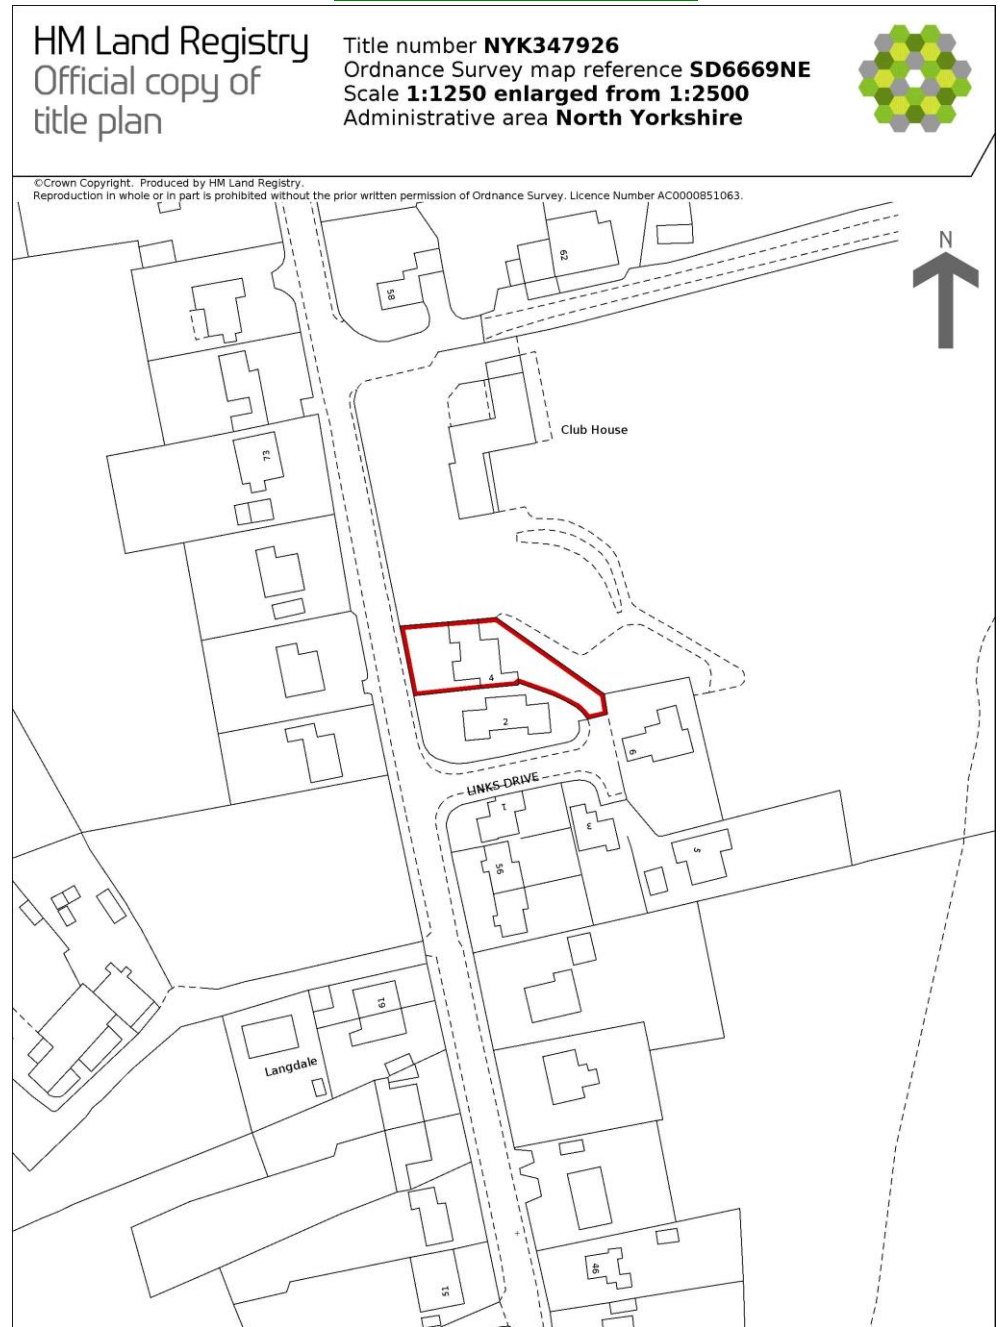 HM Land Registry
Official copy of
title plan
Title number NYK347926
Ordnance Survey map reference SD6669NE
Scale 1:1250 enlarged from 1:2500
Administrative area North Yorkshire
©Crown Copyright. Produced by HM Land Registry.
Reproduction in whole or in part is prohibited without the prior written permission of Ordnance Survey. Licence Number AC0000851063.
N
62
58
Club House
73
4
2
6
LINKS DRIVE
1
3
5
56
61
Langdale
46
51